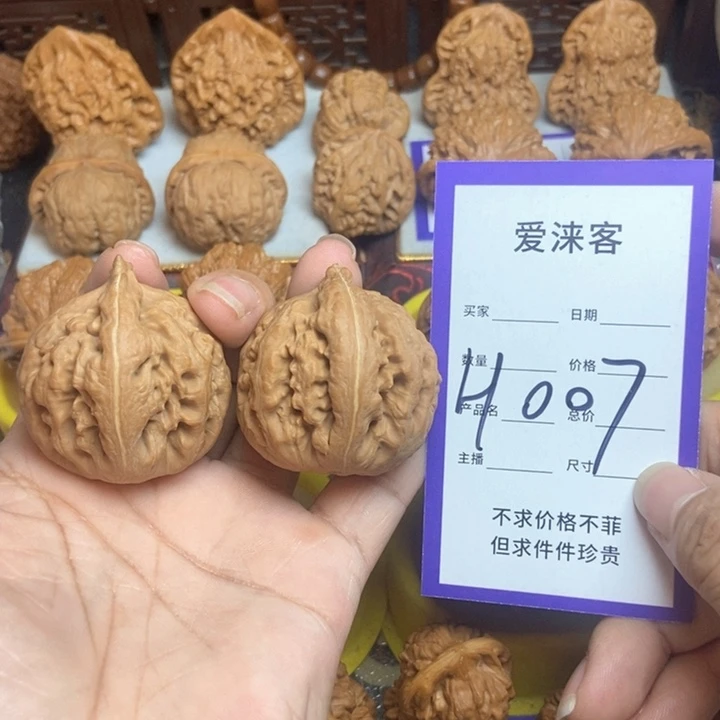 爱涞客
买家 日期
数量 价格
H007
产品名 总价
主播 尺寸
不求价格不菲
但求件件珍贵